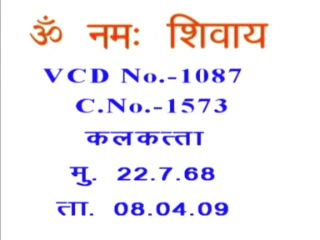 ॐ नमः शिवाय
VCD No.-1087
C.No.-1573
कलकत्ता
मु. 22.7.68
ता. 08.04.09